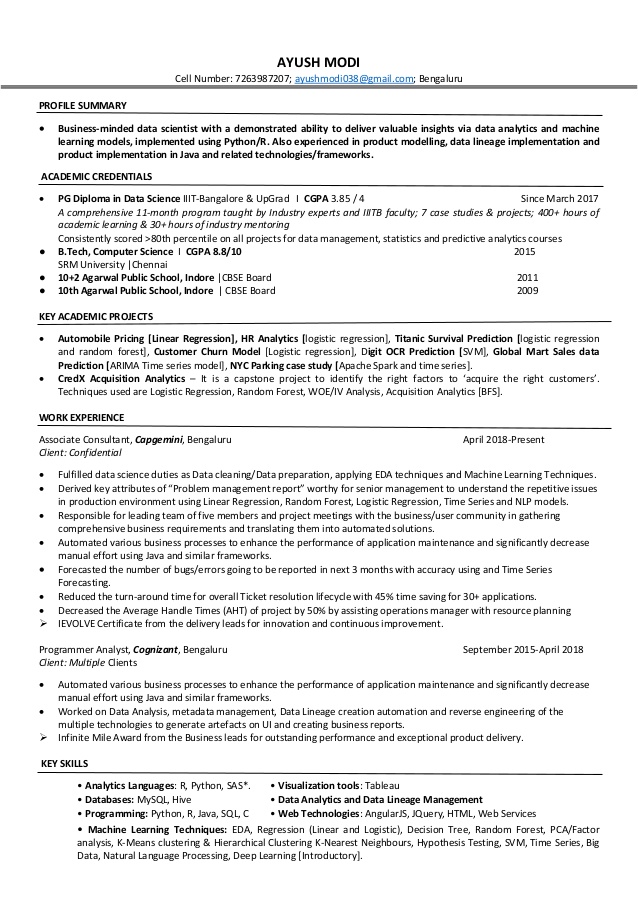 AYUSH MODI
Cell Number: 7263987207; ayushmodi038@gmail.com; Bengaluru
PROFILE SUMMARY
• Business-minded data scientist with a demonstrated ability to deliver valuable insights via data analytics and machine
learning models, implemented using Python/R. Also experienced in product modelling, data lineage implementation and
product implementation in Java and related technologies/frameworks.
ACADEMIC CREDENTIALS
• PG Diploma in Data Science IIIT-Bangalore & UpGrad I CGPA 3.85 / 4 Since March 2017
A comprehensive 11-month program taught by Industry experts and IIITB faculty; 7 case studies & projects; 400+ hours of
academic learning & 30+ hours of industry mentoring
Consistently scored >80th percentile on all projects for data management, statistics and predictive analytics courses
• B.Tech, Computer Science I CGPA 8.8/10 2015
SRM University |Chennai
• 10+2 Agarwal Public School, Indore |CBSE Board 2011
• 10th Agarwal Public School, Indore | CBSE Board 2009
KEY ACADEMIC PROJECTS
• Automobile Pricing [Linear Regression], HR Analytics [logistic regression], Titanic Survival Prediction [logistic regression
and random forest], Customer Churn Model [Logistic regression], Digit OCR Prediction [SVM], Global Mart Sales data
Prediction [ARIMA Time series model], NYC Parking case study [Apache Spark and time series].
• CredX Acquisition Analytics – It is a capstone project to identify the right factors to ‘acquire the right customers’.
Techniques used are Logistic Regression, Random Forest, WOE/IV Analysis, Acquisition Analytics [BFS].
WORK EXPERIENCE
Associate Consultant, Capgemini, Bengaluru April 2018-Present
Client: Confidential
• Fulfilled data science duties as Data cleaning/Data preparation, applying EDA techniques and Machine Learning Techniques.
• Derived key attributes of “Problem management report” worthy for senior management to understand the repetitive issues
in production environment using Linear Regression, Random Forest, Logistic Regression, Time Series and NLP models.
• Responsible for leading team of five members and project meetings with the business/user community in gathering
comprehensive business requirements and translating them into automated solutions.
• Automated various business processes to enhance the performance of application maintenance and significantly decrease
manual effort using Java and similar frameworks.
• Forecasted the number of bugs/errors going to be reported in next 3 months with accuracy using and Time Series
Forecasting.
• Reduced the turn-around time for overall Ticket resolution lifecycle with 45% time saving for 30+ applications.
• Decreased the Average Handle Times (AHT) of project by 50% by assisting operations manager with resource planning
➢ IEVOLVE Certificate from the delivery leads for innovation and continuous improvement.
Programmer Analyst, Cognizant, Bengaluru September 2015-April 2018
Client: Multiple Clients
• Automated various business processes to enhance the performance of application maintenance and significantly decrease
manual effort using Java and similar frameworks.
• Worked on Data Analysis, metadata management, Data Lineage creation automation and reverse engineering of the
multiple technologies to generate artefacts on UI and creating business reports.
➢ Infinite Mile Award from the Business leads for outstanding performance and exceptional product delivery.
KEY SKILLS
• Analytics Languages: R, Python, SAS*. • Visualization tools: Tableau
• Databases: MySQL, Hive • Data Analytics and Data Lineage Management
• Programming: Python, R, Java, SQL, C • Web Technologies: AngularJS, JQuery, HTML, Web Services
• Machine Learning Techniques: EDA, Regression (Linear and Logistic), Decision Tree, Random Forest, PCA/Factor
analysis, K-Means clustering & Hierarchical Clustering K-Nearest Neighbours, Hypothesis Testing, SVM, Time Series, Big
Data, Natural Language Processing, Deep Learning [Introductory].